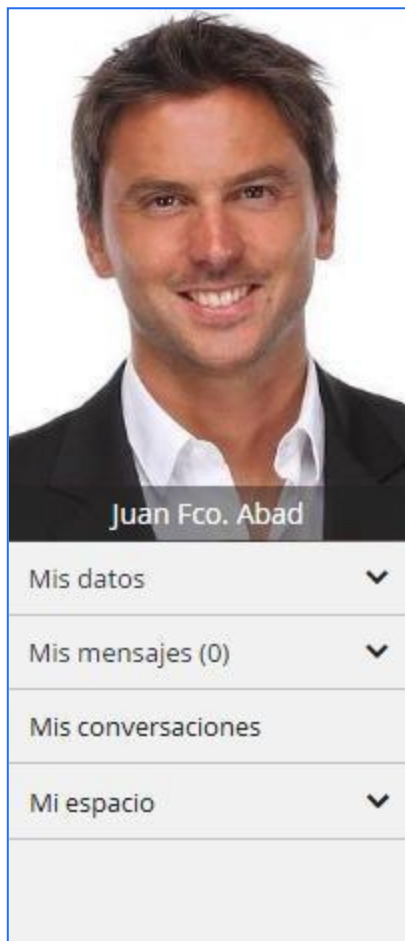 Juan Fco. Abad
Mis datos
Mis mensajes (0)
Mis conversaciones
Mi espacio